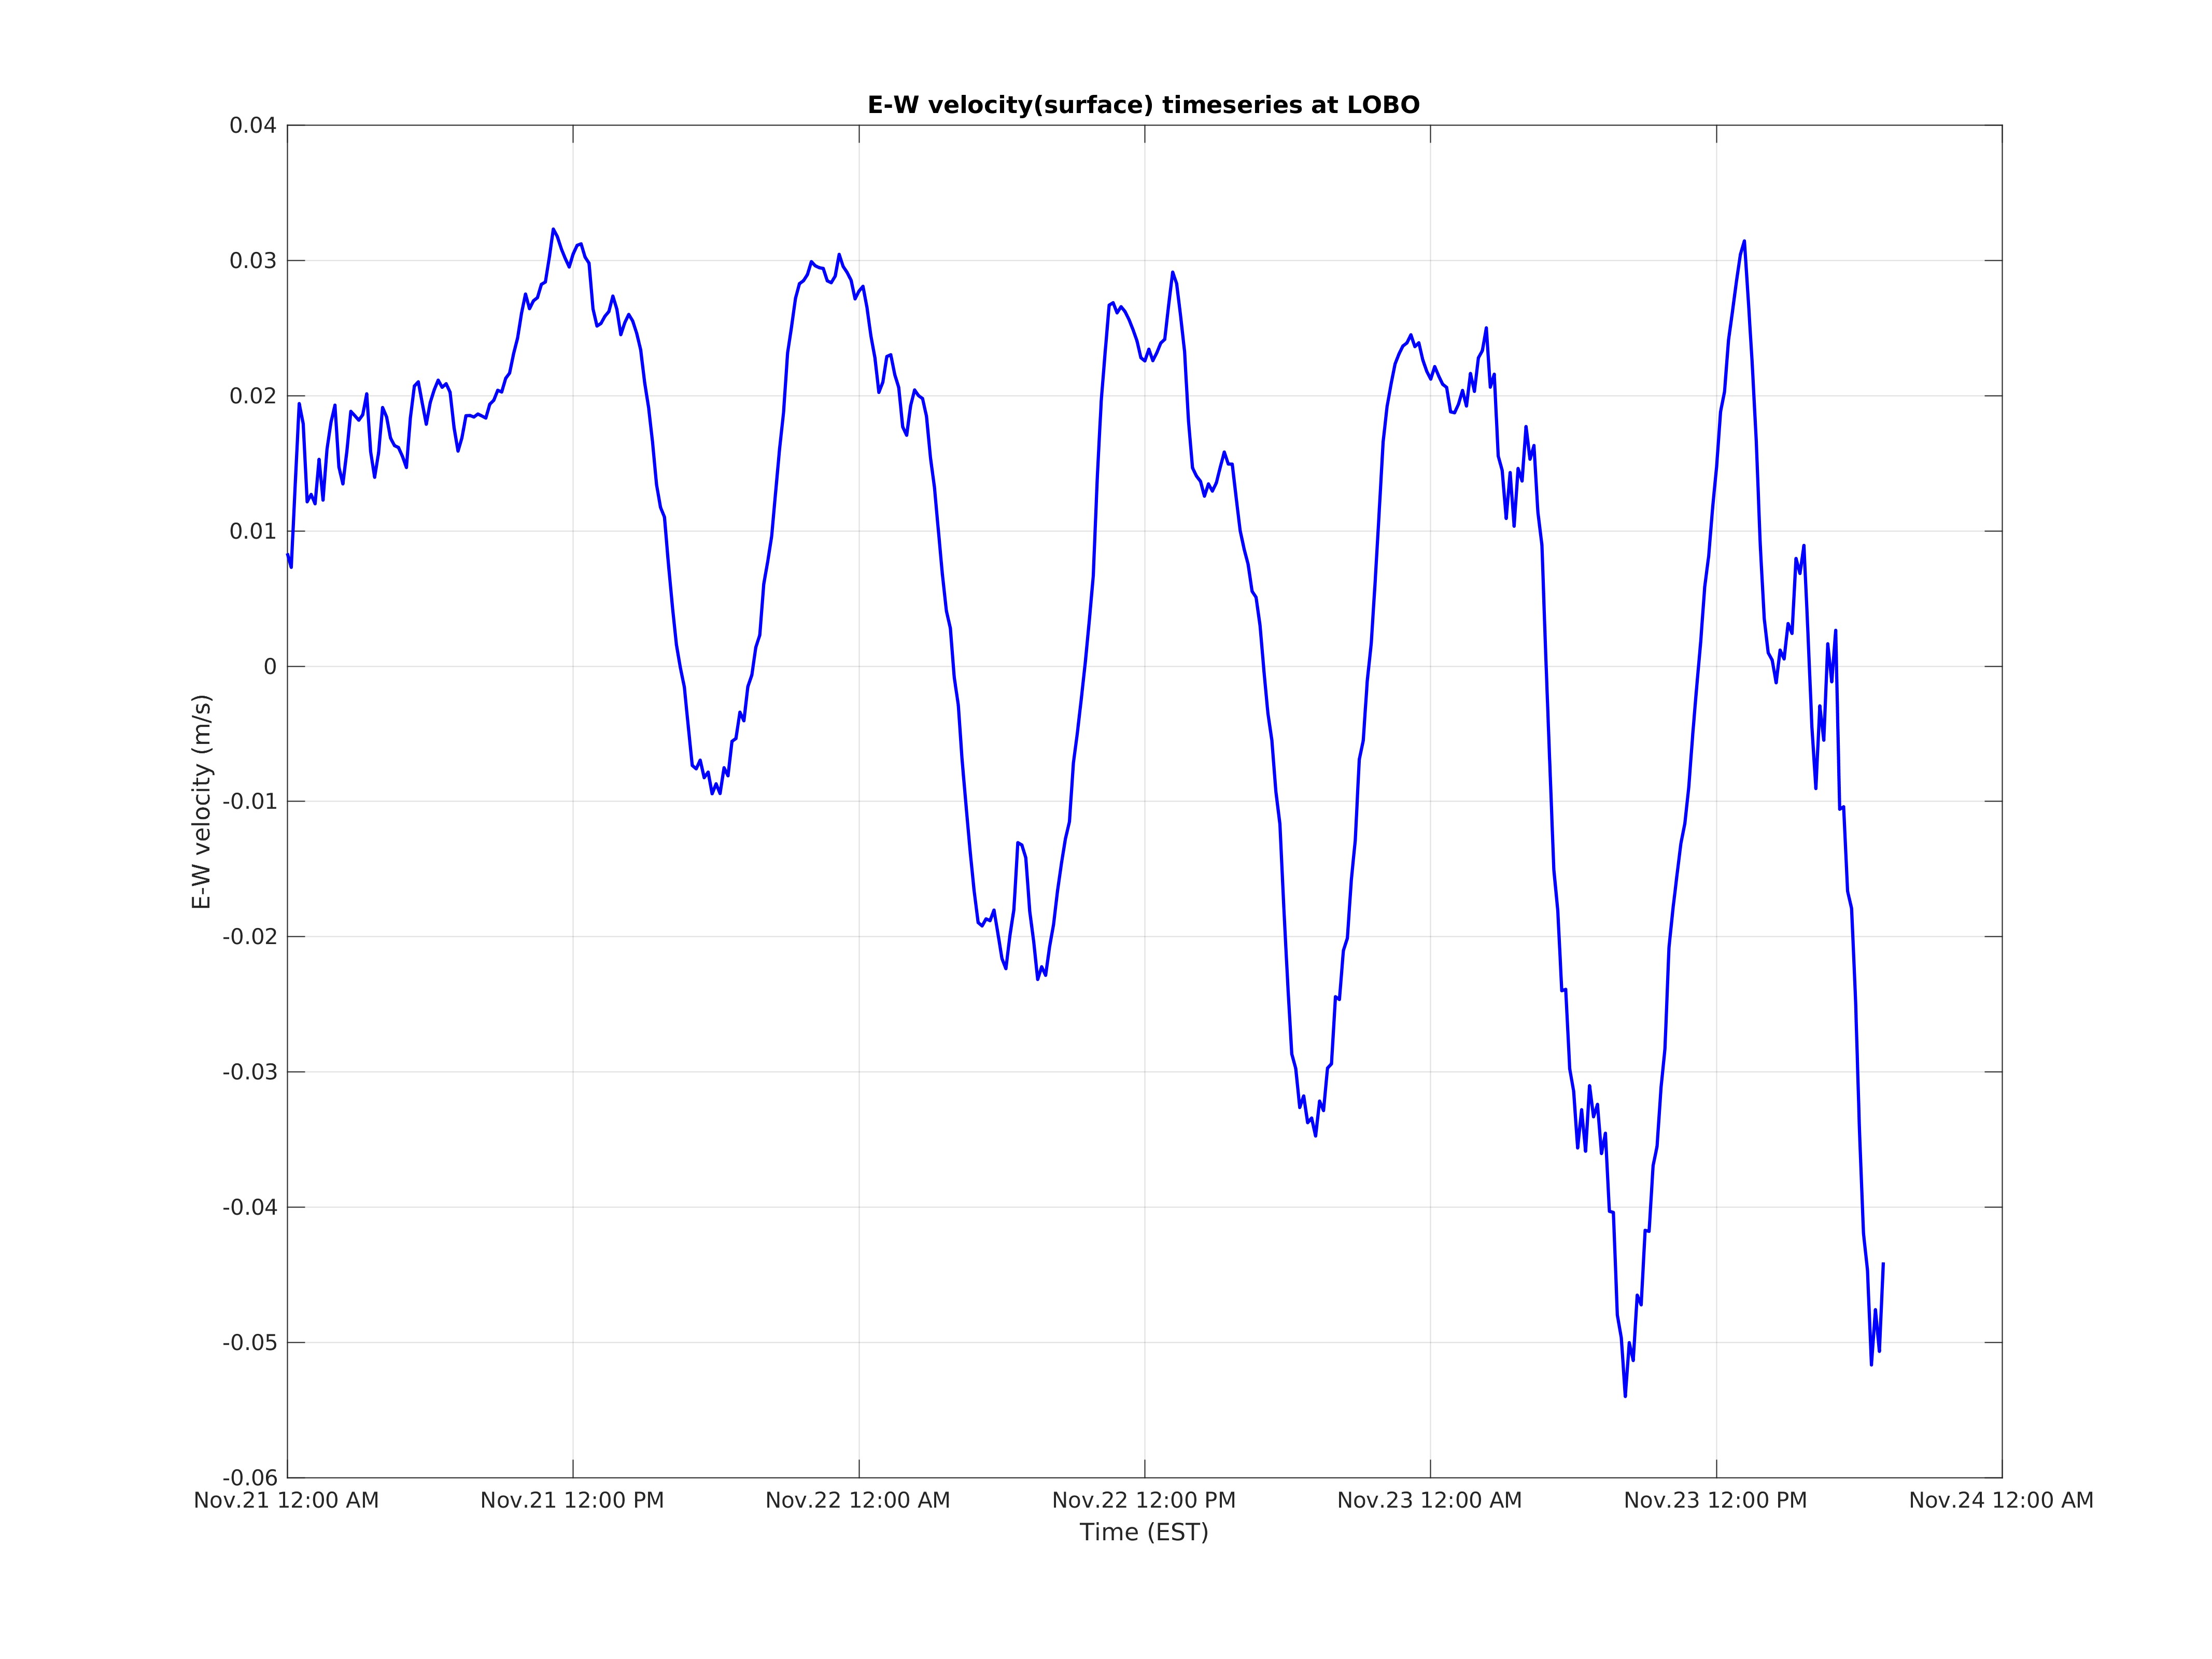 E-W velocity(surface) timeseries at LOBO
0.04
0.03
0.02
0.01
0
-0.01
-0.02
-0.03
-0.04
-0.05
-0.06
E-W velocity (m/s)
Nov.21 12:00 AM Nov.21 12:00 PM Nov.22 12:00 AM Nov.22 12:00 PM Nov.23 12:00 AM Nov.23 12:00 PM Nov.24 12:00 AM
Time (EST)